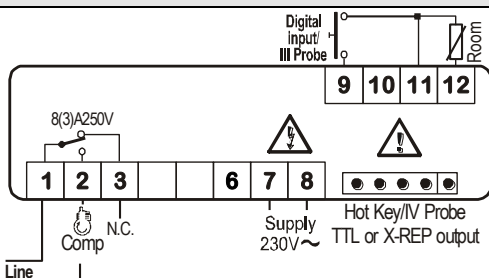 Digital
input/
III Probe
Room
9 10 11 12
8(3)A250V
1 2 3 6 7 8
Comp
N.C.
Supply
230V~
Hot Key/IV Probe
TTL or X-REP output
Line